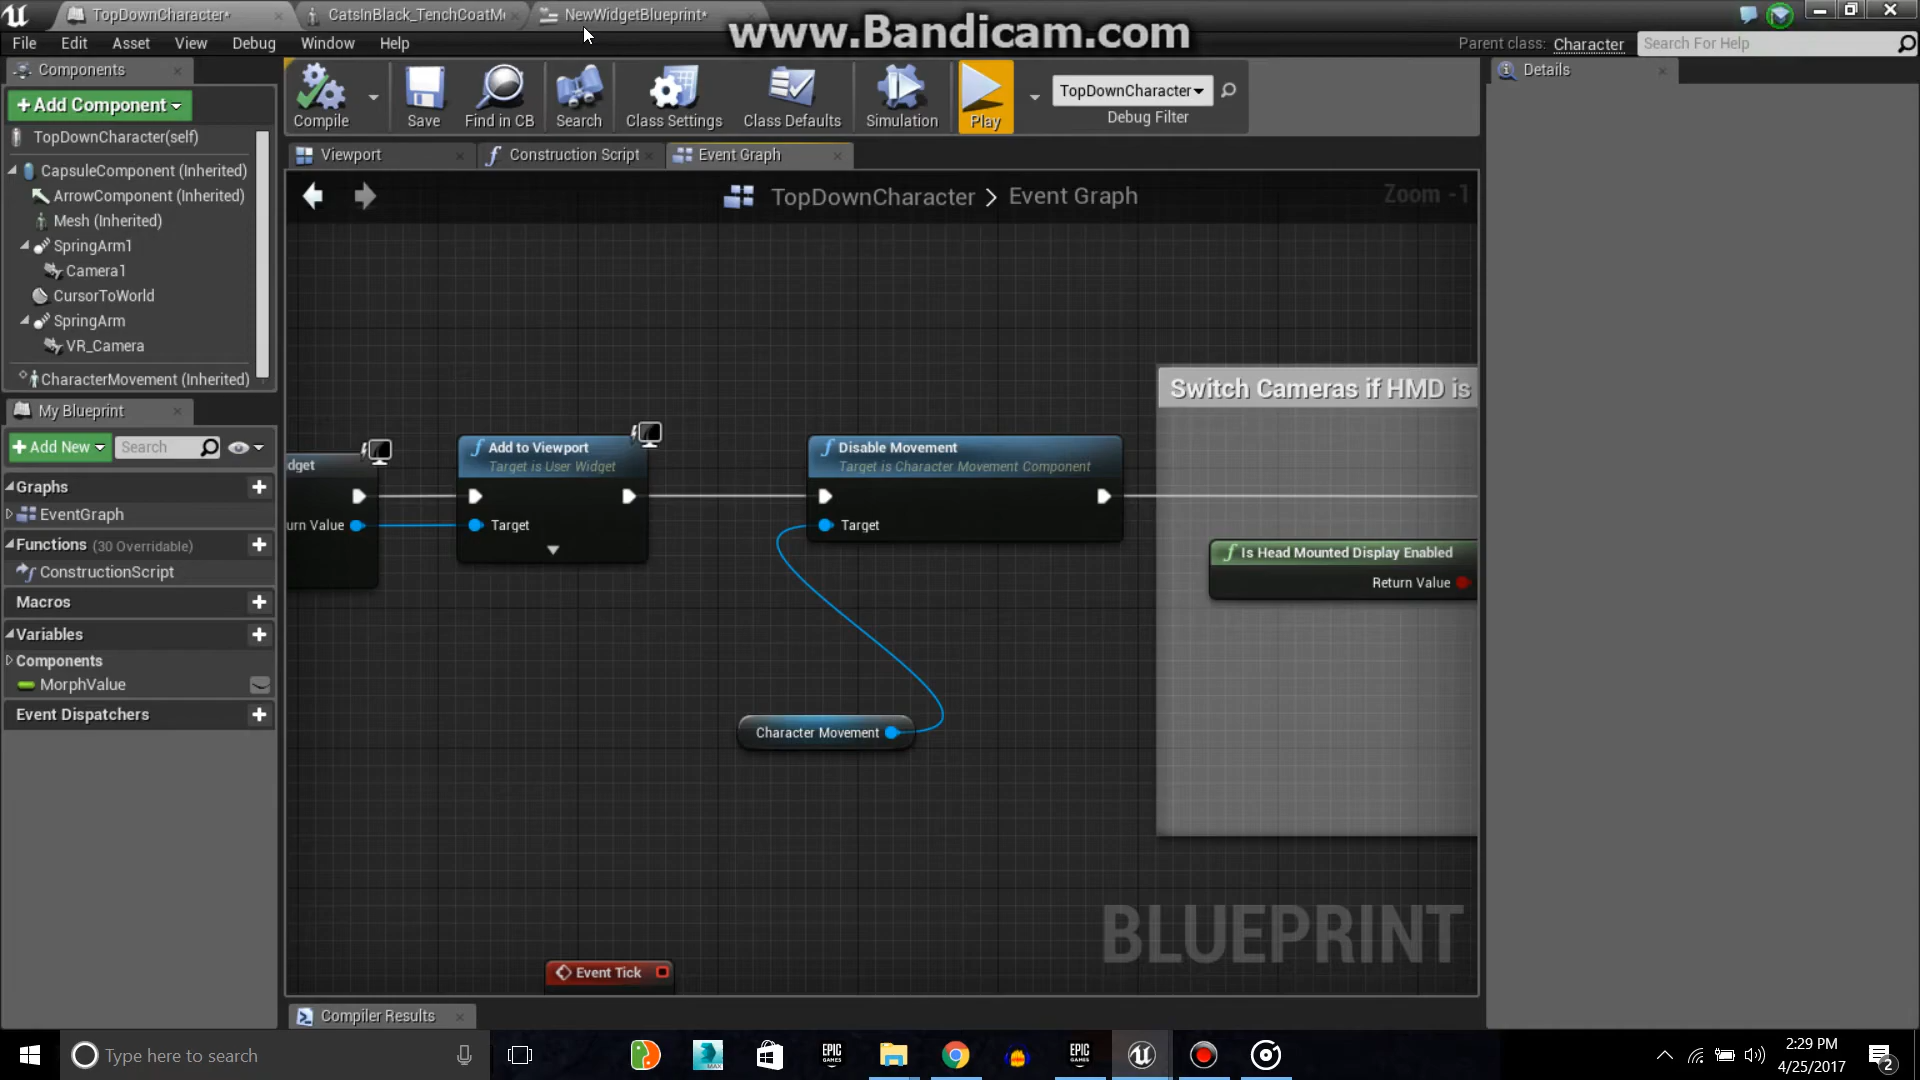 TopDownCharacter*
CatsInBlack_TenchCoatM
NewWidgetBlueprint*
www.Bandicam.com
File
Edit
Asset
View
Debug
Window
Help
Parent class: Character
Search For Help
Components
+Add Component
TopDownCharacter(self)
CapsuleComponent (Inherited)
ArrowComponent (Inherited)
Mesh (Inherited)
SpringArm1
Camera1
CursorToWorld
SpringArm
VR_Camera
CharacterMovement (Inherited)
My Blueprint
+Add New
Search
Graphs
EventGraph
Functions (30 Overridable)
ConstructionScript
Macros
Variables
Components
MorphValue
Event Dispatchers
Compile
Save
Find in CB
Search
Class Settings
Class Defaults
Simulation
Play
TopDownCharacter
Debug Filter
Viewport
Construction Script
Event Graph
TopDownCharacter > Event Graph
Zoom -1
Switch Cameras if HMD is
dget
urn Value
Add to Viewport
Target is User Widget
Target
Disable Movement
Target is Character Movement Component
Target
Is Head Mounted Display Enabled
Return Value
Character Movement
Event Tick
BLUEPRINT
Compiler Results
Details
Type here to search
EPIC
GAMES
EPIC
GAMES
MAX
2:29 PM
4/25/2017
2